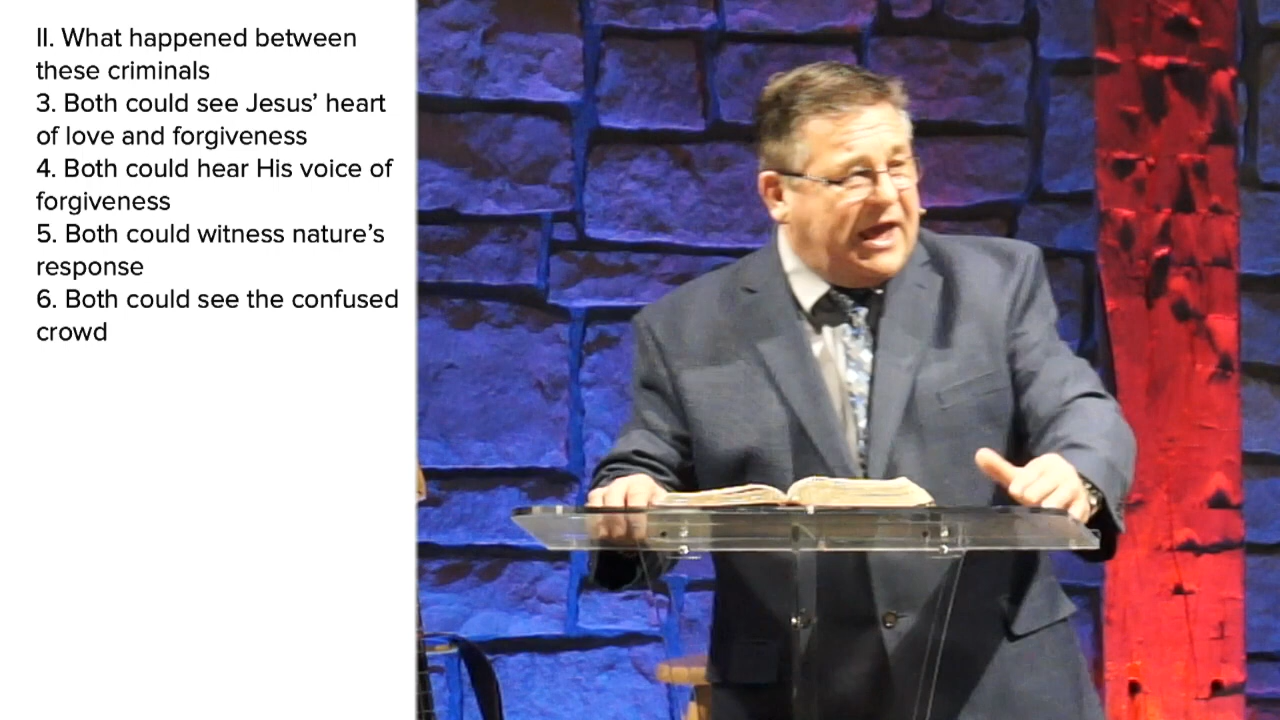 II. What happened between
these criminals
3. Both could see Jesus’ heart
of love and forgiveness
4. Both could hear His voice of
forgiveness
5. Both could witness nature’s
response
6. Both could see the confused
crowd